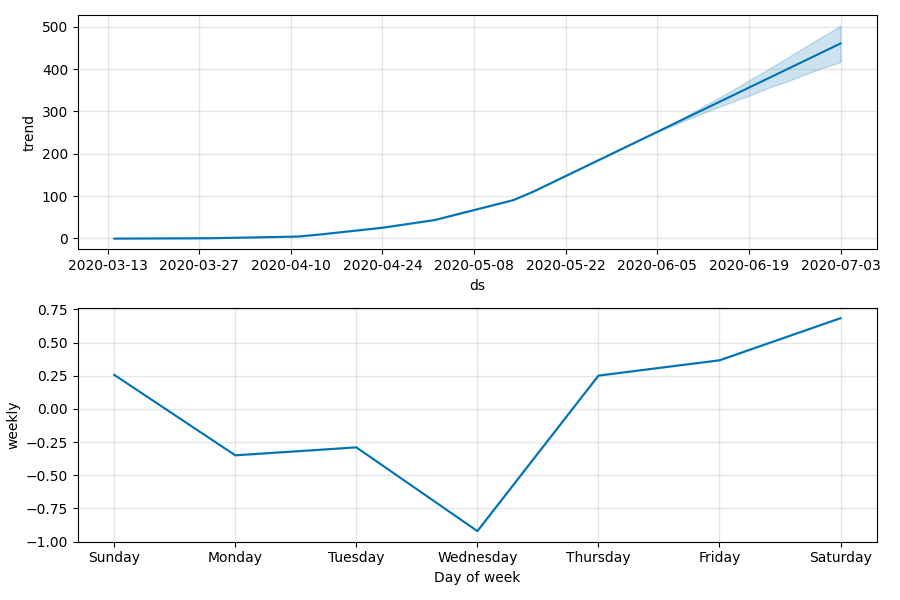 500
400
300
200
100
0
trend
2020-03-13 2020-03-27 2020-04-10 2020-04-24 2020-05-08 2020-05-22 2020-06-05 2020-06-19 2020-07-03
ds
0.75
0.50
0.25
0.00
−0.25
−0.50
−0.75
−1.00
weekly
Sunday Monday Tuesday Wednesday Thursday Friday Saturday
Day of week